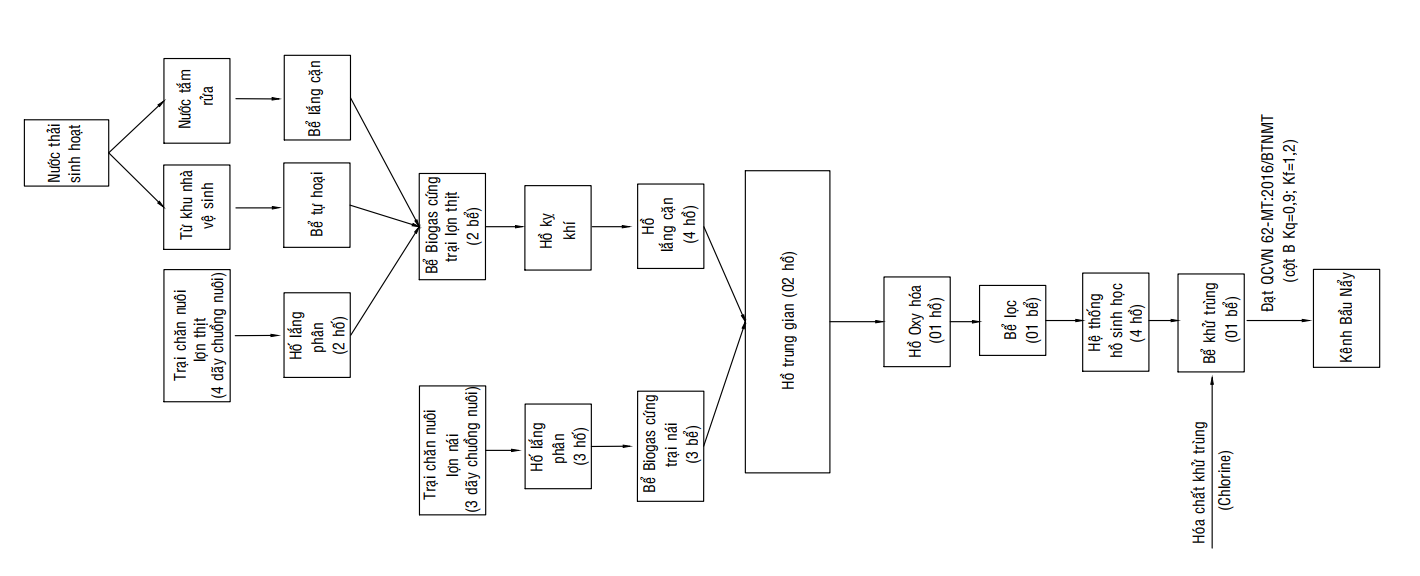 Nước thải
sinh hoạt
Nước tắm
rửa
Bể lắng cặn
Từ khu nhà
vệ sinh
Bể tự hoại
Trại chăn nuôi
lợn thịt
(4 dãy chuồng nuôi)
Hố lắng
phân
(2 hố)
Bể Biogas cứng
trại lợn thịt
(2 bể)
Hồ kỵ
khí
Hồ
lắng cặn
(4 hồ)
Trại chăn nuôi
lợn nái
(3 dãy chuồng nuôi)
Hố lắng
phân
(3 hố)
Bể Biogas cứng
trại nái
(3 bể)
Hồ trung gian (02 hồ)
Hồ Oxy hóa
(01 hồ)
Bể lọc
(01 bể)
Hệ thống
hồ sinh học
(4 hồ)
Bể khử trùng
(01 bể)
Hóa chất khử trùng
(Chlorine)
Đạt QCVN 62-MT:2016/BTNMT
(cột B Kq=0,9; Kf=1,2)
Kênh Bầu Nẩy